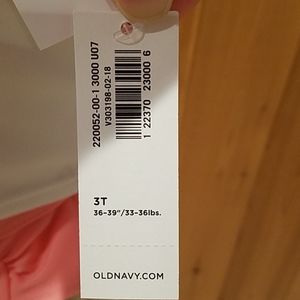 220052-00-1 3000 U07
V303198-02-18
1 22370 23000 6
3T
36-39"/33-36lbs.
OLDNAVY.COM